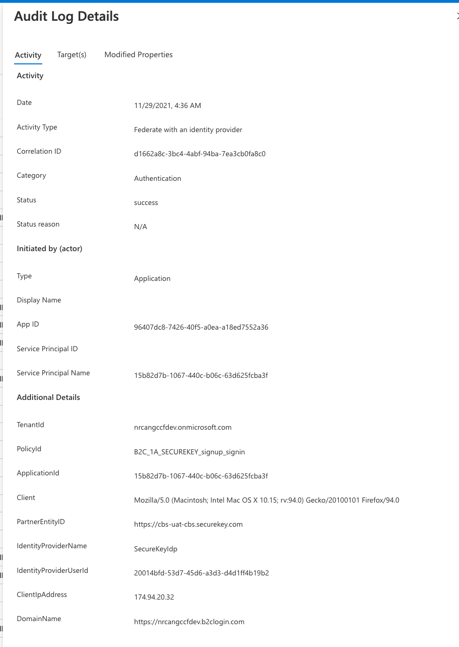 Audit Log Details
Activity Target(s) Modified Properties
Activity
Date 11/29/2021, 4:36 AM
Activity Type Federate with an identity provider
Correlation ID d1662a8c-3bc4-4abf-94ba-7ea3cb0fa8c0
Category Authentication
Status success
Status reason N/A
Initiated by (actor)
Type Application
Display Name
App ID 96407dc8-7426-40f5-a0ea-a18ed7552a36
Service Principal ID
Service Principal Name 15b82d7b-1067-440c-b06c-63d625fcba3f
Additional Details
TenantId nrcangccfdev.onmicrosoft.com
PolicyId B2C_1A_SECUREKEY_signup_signin
ApplicationId 15b82d7b-1067-440c-b06c-63d625fcba3f
Client Mozilla/5.0 (Macintosh; Intel Mac OS X 10.15; rv:94.0) Gecko/20100101 Firefox/94.0
PartnerEntityID https://cbs-uat-cbs.securekey.com
IdentityProviderName SecureKeyIdp
IdentityProviderUserId 20014bfd-53d7-45d6-a3d3-d4d1ff4b19b2
ClientIpAddress 174.94.20.32
DomainName https://nrcangccfdev.b2clogin.com